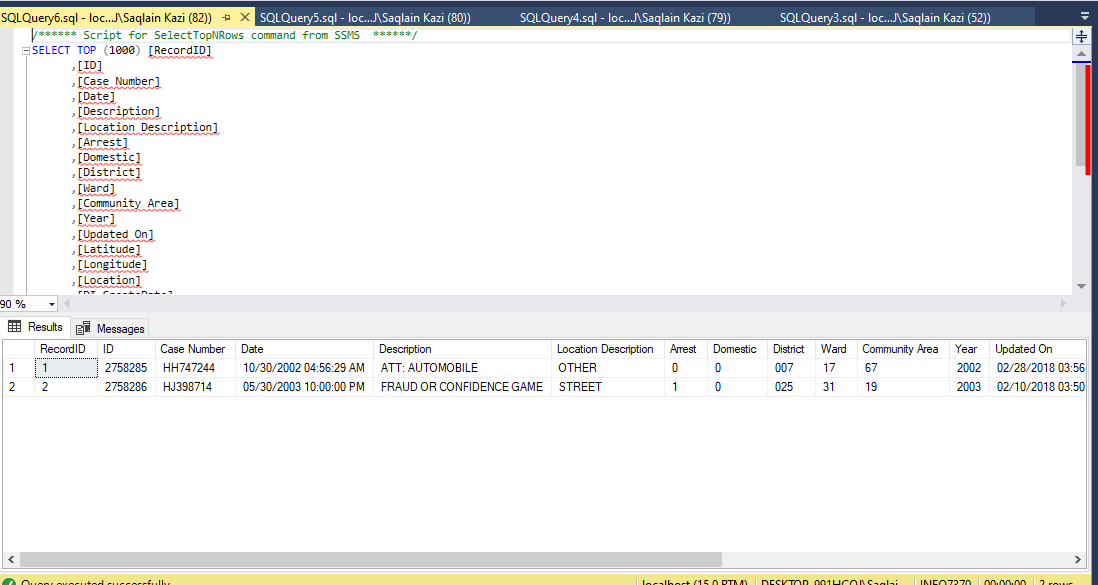 SQLQuery6.sql - loc...J\Saqlain Kazi (82)) SQLQuery5.sql - loc...J\Saqlain Kazi (80)) SQLQuery4.sql - loc...J\Saqlain Kazi (79)) SQLQuery3.sql - loc...J\Saqlain Kazi (52))
/****** Script for SelectTopNRows command from SSMS  ******/
SELECT TOP (1000) [RecordID]
,[ID]
,[Case Number]
,[Date]
,[Description]
,[Location Description]
,[Arrest]
,[Domestic]
,[District]
,[Ward]
,[Community Area]
,[Year]
,[Updated On]
,[Latitude]
,[Longitude]
,[Location]
,[DI_CreateDate]
90 %
Results Messages
RecordID ID Case Number Date Description Location Description Arrest Domestic District Ward Community Area Year Updated On
1 1 2758285 HH747244 10/30/2002 04:56:29 AM ATT: AUTOMOBILE OTHER 0 0 007 17 67 2002 02/28/2018 03:56
2 2 2758286 HJ398714 05/30/2003 10:00:00 PM FRAUD OR CONFIDENCE GAME STREET 1 0 025 31 19 2003 02/10/2018 03:50
Query executed successfully. localhost (15.0 RTM) INFO7370 00:00:00 2 rows